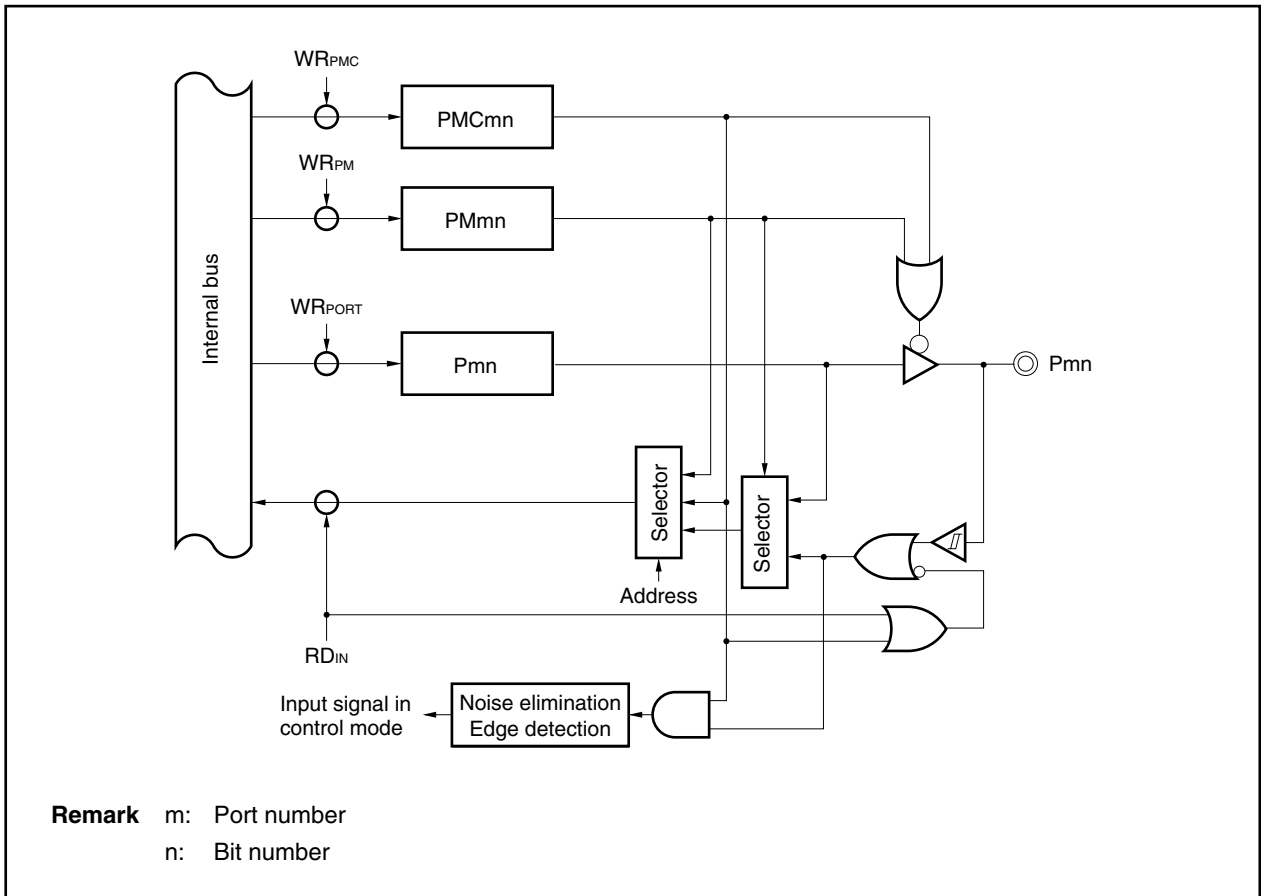 WRPMC
PMCmn
WRPM
PMmn
Internal bus
WRPORT
Pmn
Pmn
Selector
Selector
Address
RDIN
Input signal in
control mode
Noise elimination
Edge detection
Remark m: Port number
n: Bit number